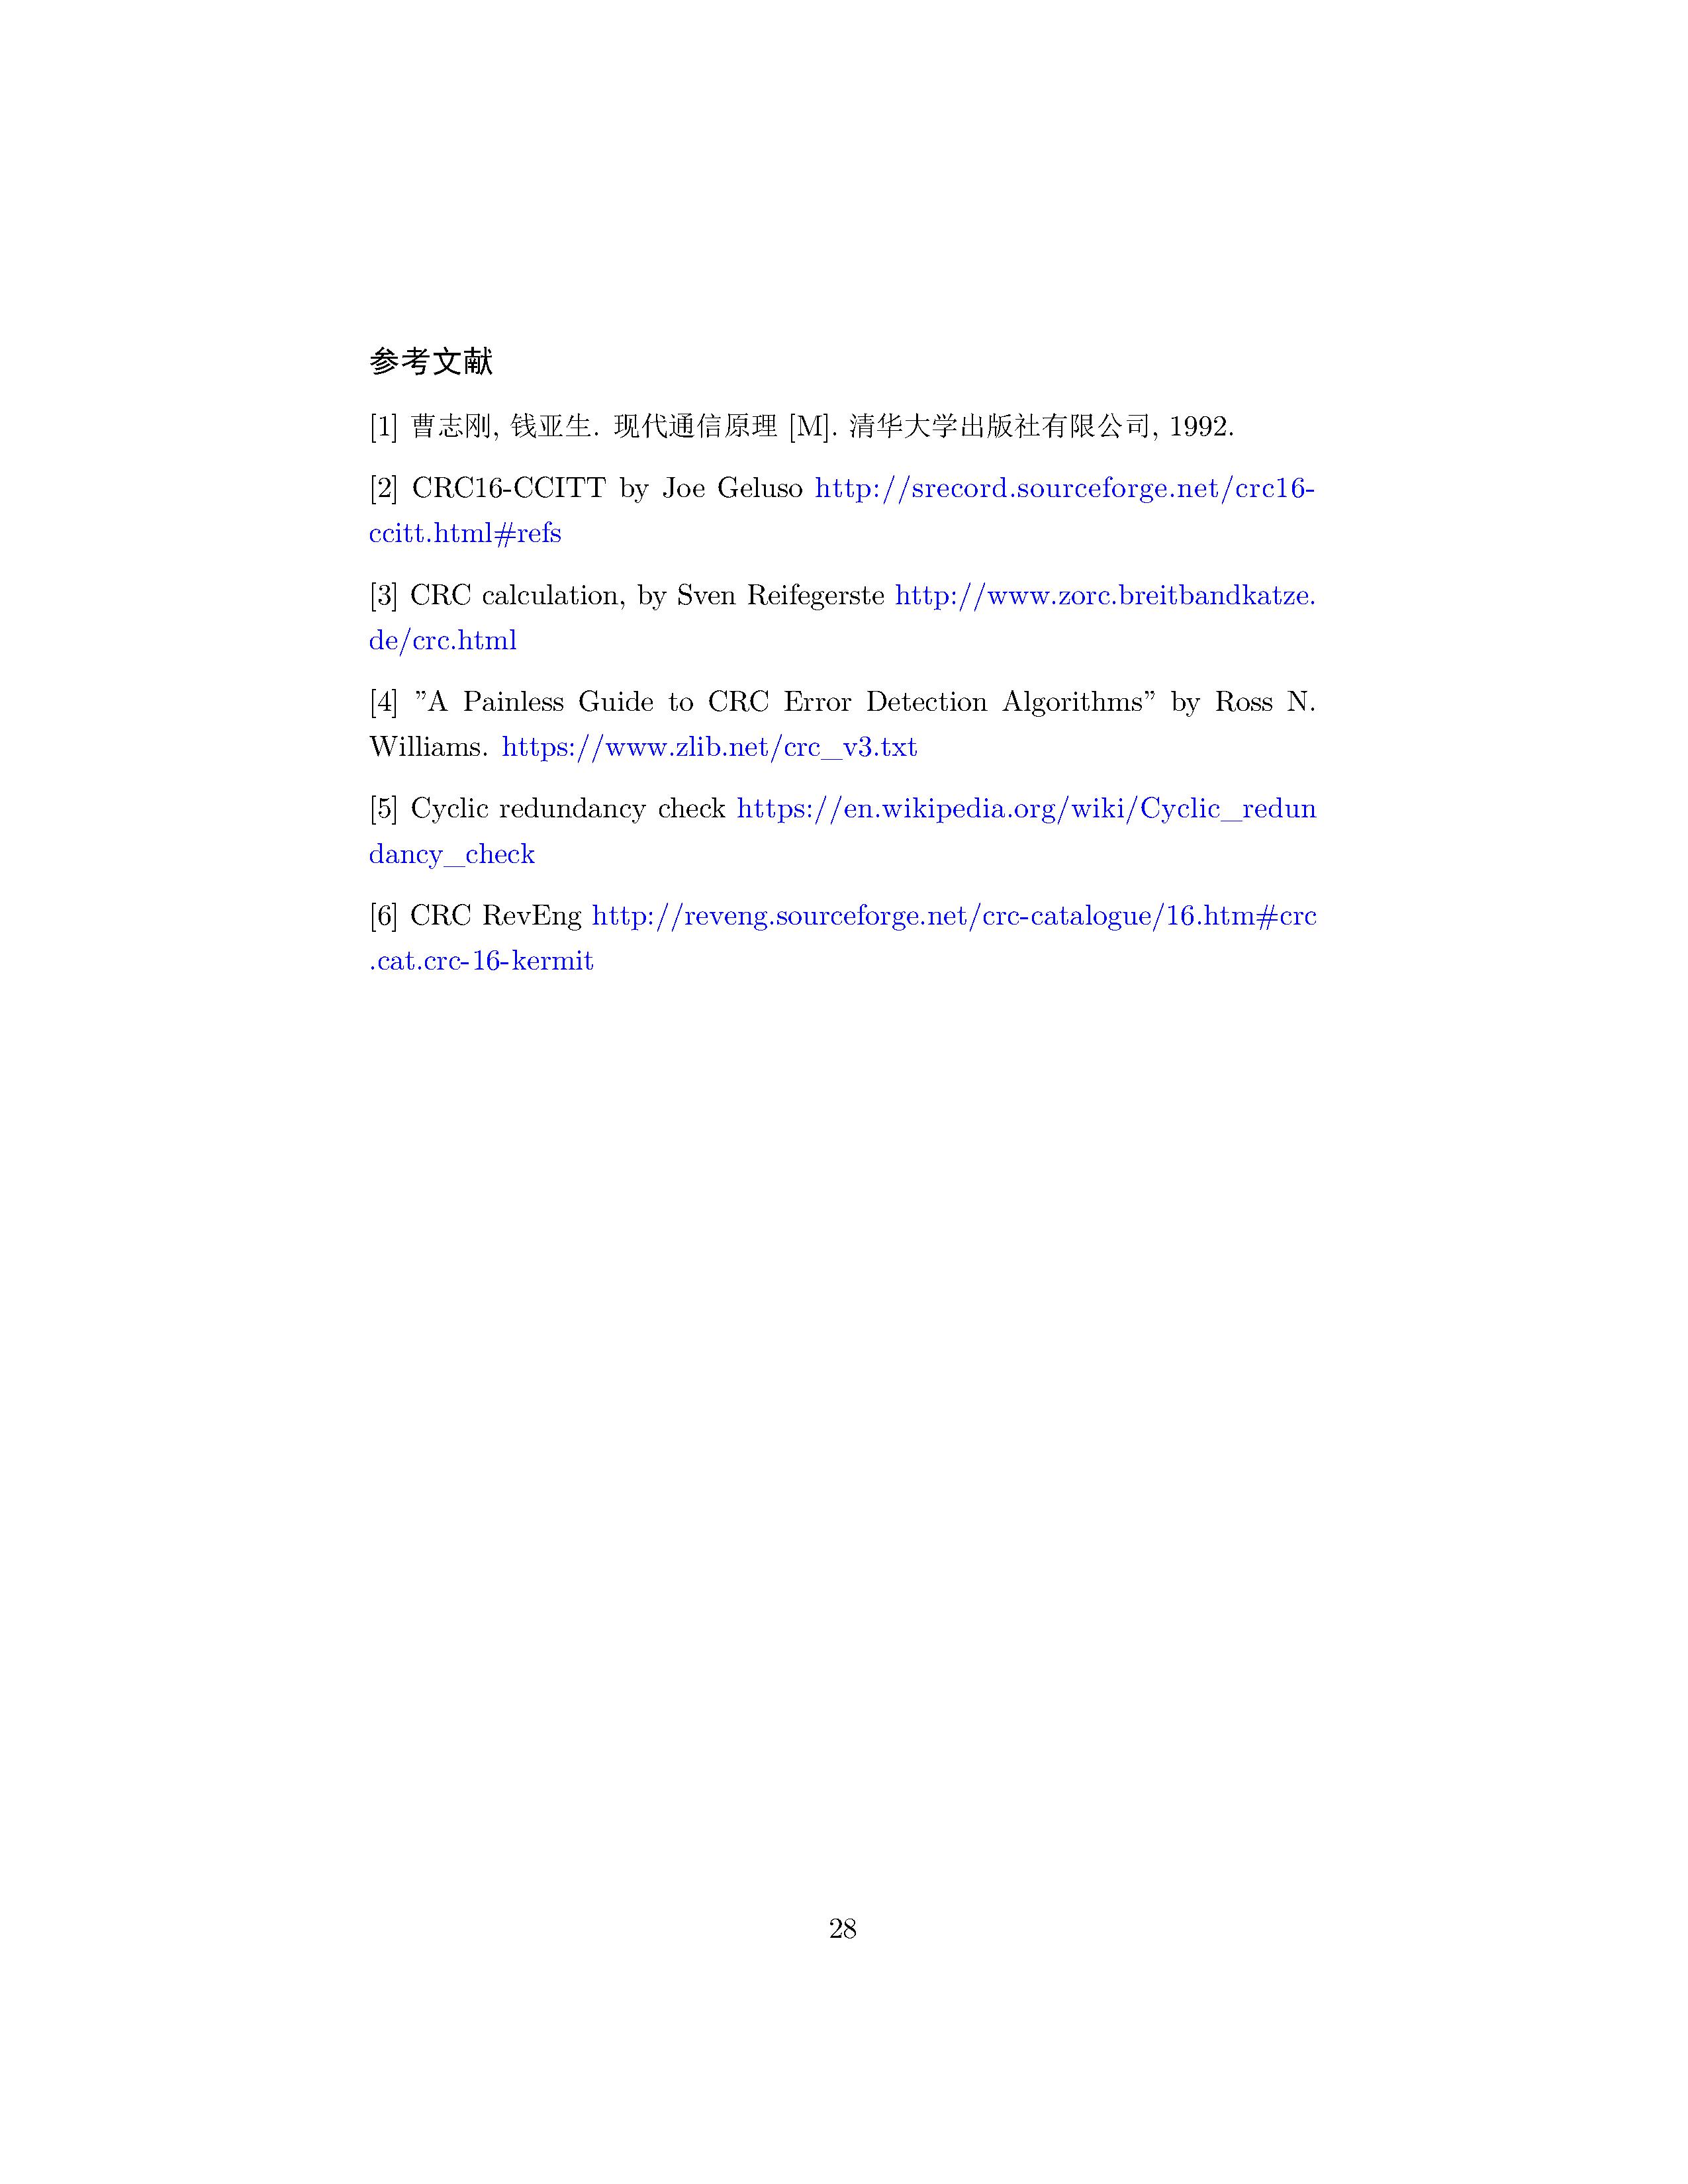 参考文献
[1] 曹志刚, 钱亚生. 现代通信原理 [M]. 清华大学出版社有限公司, 1992.
[2] CRC16-CCITT by Joe Geluso http://srecord.sourceforge.net/crc16-
ccitt.html#refs
[3] CRC calculation, by Sven Reifegerste http://www.zorc.breitbandkatze.
de/crc.html
[4] ”A Painless Guide to CRC Error Detection Algorithms” by Ross N.
Williams. https://www.zlib.net/crc_v3.txt
[5] Cyclic redundancy check https://en.wikipedia.org/wiki/Cyclic_redun
dancy_check
[6] CRC RevEng http://reveng.sourceforge.net/crc-catalogue/16.htm#crc
.cat.crc-16-kermit
28